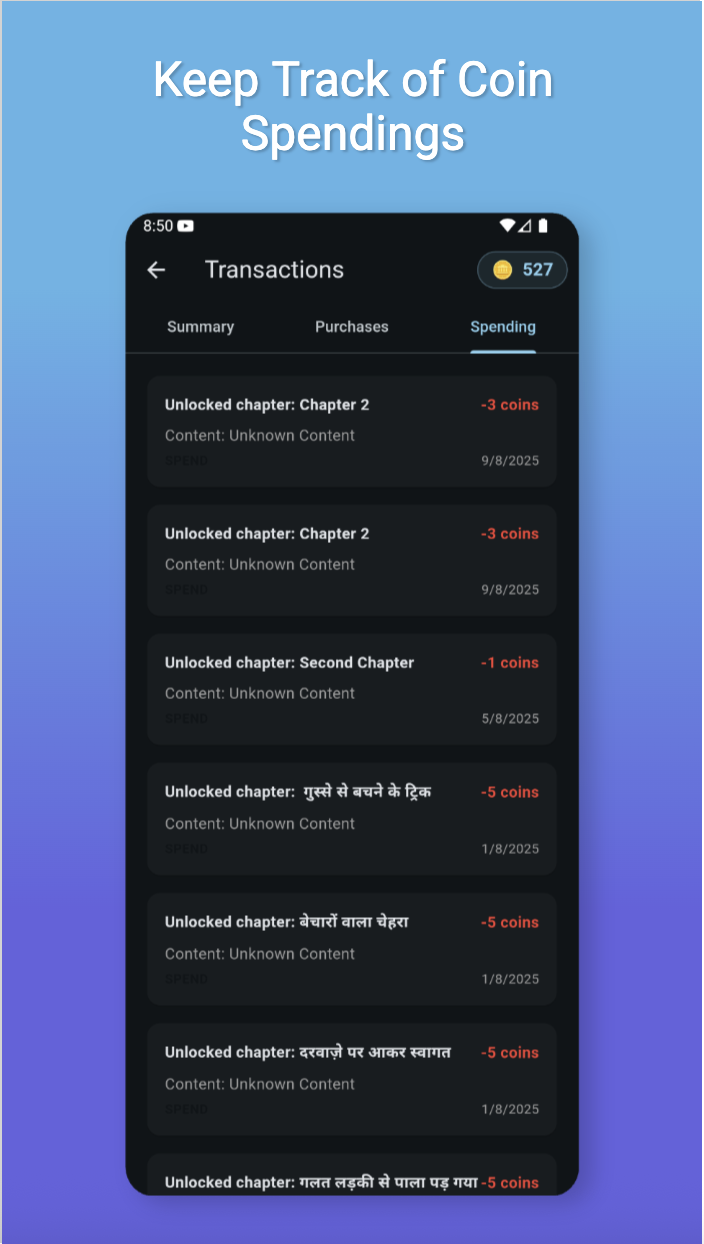 Keep Track of Coin
Spendings
8:50
Transactions
527
Summary Purchases Spending
Unlocked chapter: Chapter 2 -3 coins
Content: Unknown Content
SPEND 9/8/2025
Unlocked chapter: Chapter 2 -3 coins
Content: Unknown Content
SPEND 9/8/2025
Unlocked chapter: Second Chapter -1 coins
Content: Unknown Content
SPEND 5/8/2025
Unlocked chapter: गुस्से से बचने के ट्रिक -5 coins
Content: Unknown Content
SPEND 1/8/2025
Unlocked chapter: बेचारों वाला चेहरा -5 coins
Content: Unknown Content
SPEND 1/8/2025
Unlocked chapter: दरवाज़े पर आकर स्वागत -5 coins
Content: Unknown Content
SPEND 1/8/2025
Unlocked chapter: गलत लड़की से पाला पड़ गया -5 coins